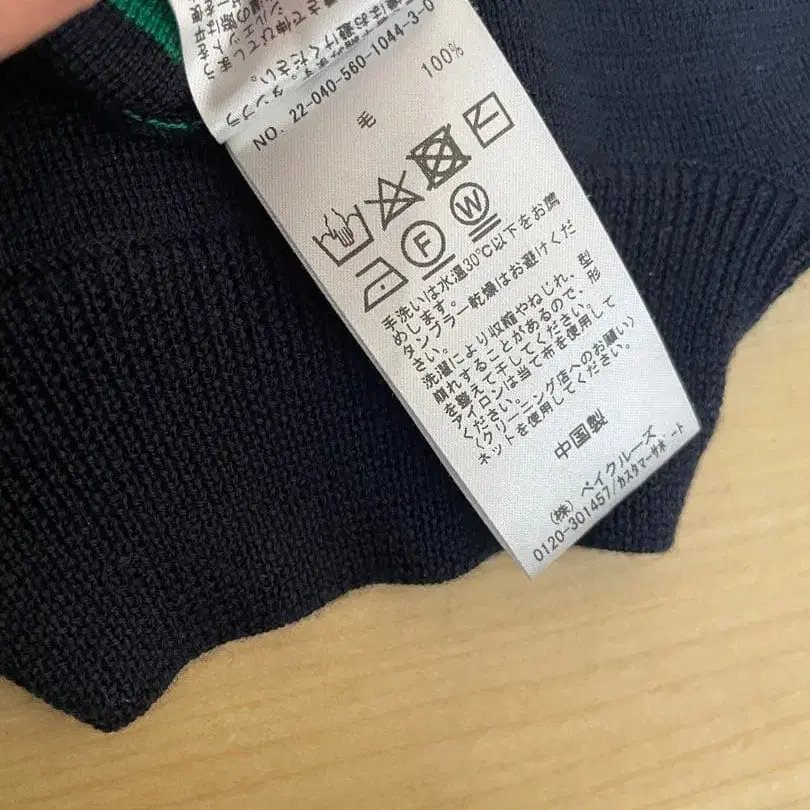 NO. 22-040-560-1044-3-0
毛 100%
F W
手洗いは水温30℃以下をお薦
めします。
タンブラー乾燥はお避けくだ
さい。
洗濯により収縮やねじれ、型
崩れすることがあるので、形
を整えて干してください。
アイロンは当て布を使用して
ください。
〈クリーニング店へのお願い〉
ネットを使用してください。
中国製
(株) ベイクルーズ
0120-301457/カスタマーサポート